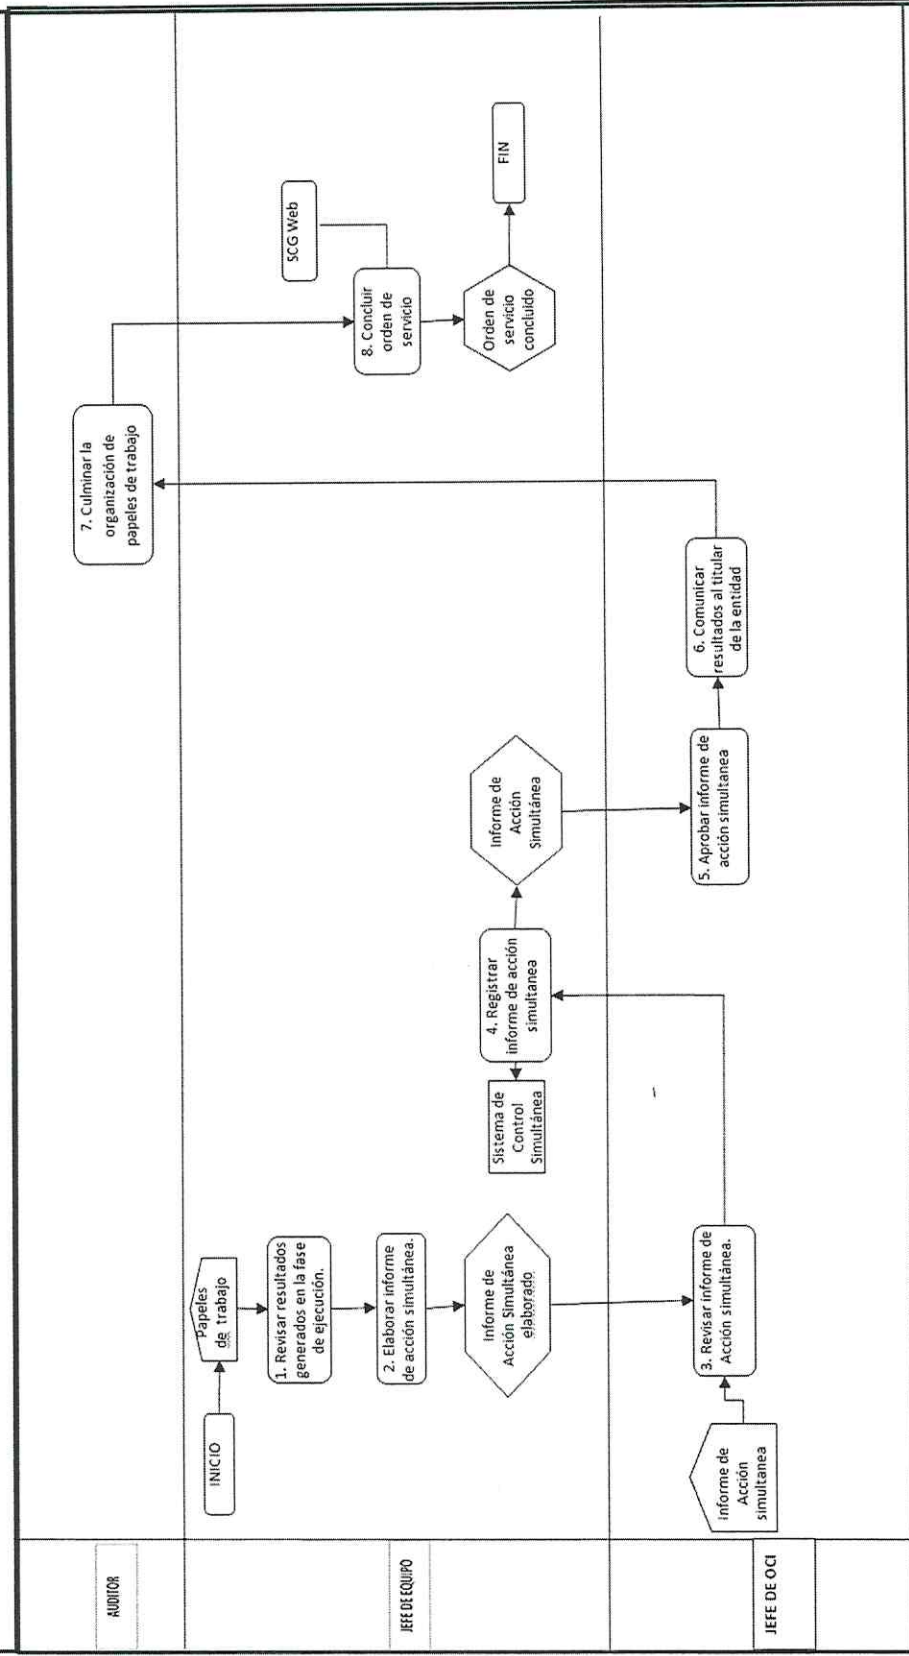 AUDITOR
7. Culminar la
organización de
papeles de trabajo
JEFE DE EQUIPO
INICIO
Papeles
de trabajo
1. Revisar resultados
generados en la fase
de ejecución.
2. Elaborar informe
de acción simultánea.
Informe de
Acción Simultánea
elaborado
Sistema de
Control
Simultánea
4. Registrar
informe de acción
simultanea
Informe de
Acción
Simultánea
SCG Web
8. Concluir
orden de
servicio
Orden de
servicio
concluido
FIN
JEFE DE OCI
Informe de
Acción
simultanea
3. Revisar informe de
Acción simultánea.
5. Aprobar informe de
acción simultanea
6. Comunicar
resultados al titular
de la entidad